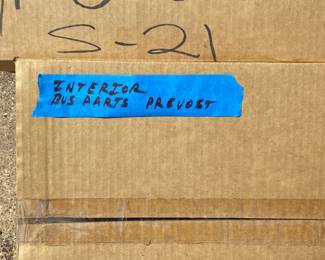 S-21
INTERIOR
BUS PARTS PREVOST